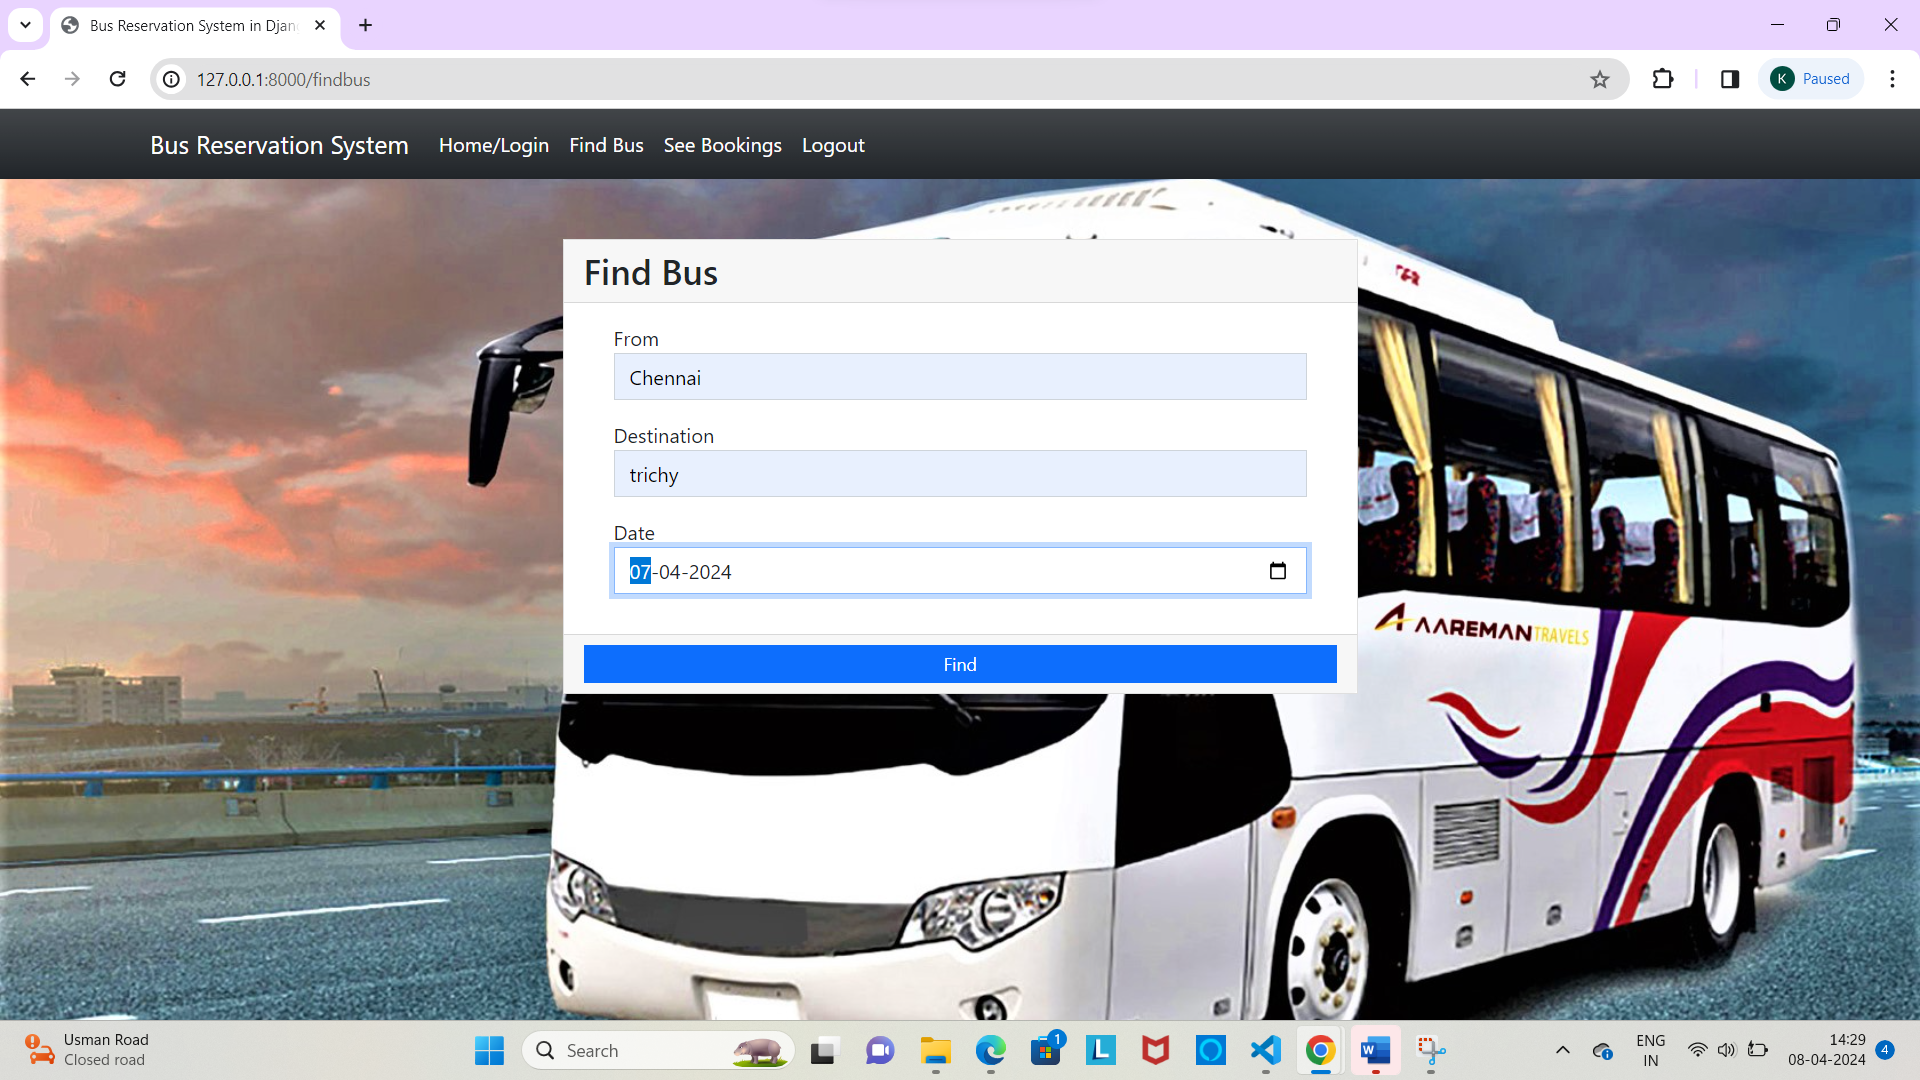 Bus Reservation System in Djan
127.0.0.1:8000/findbus
K Paused
Bus Reservation System Home/Login Find Bus See Bookings Logout
Find Bus
From
Chennai
Destination
trichy
Date
07-04-2024
Find
AAREMAN TRAVELS
Usman Road
Closed road
Search
1
L
W
ENG
IN
14:29
08-04-2024
4